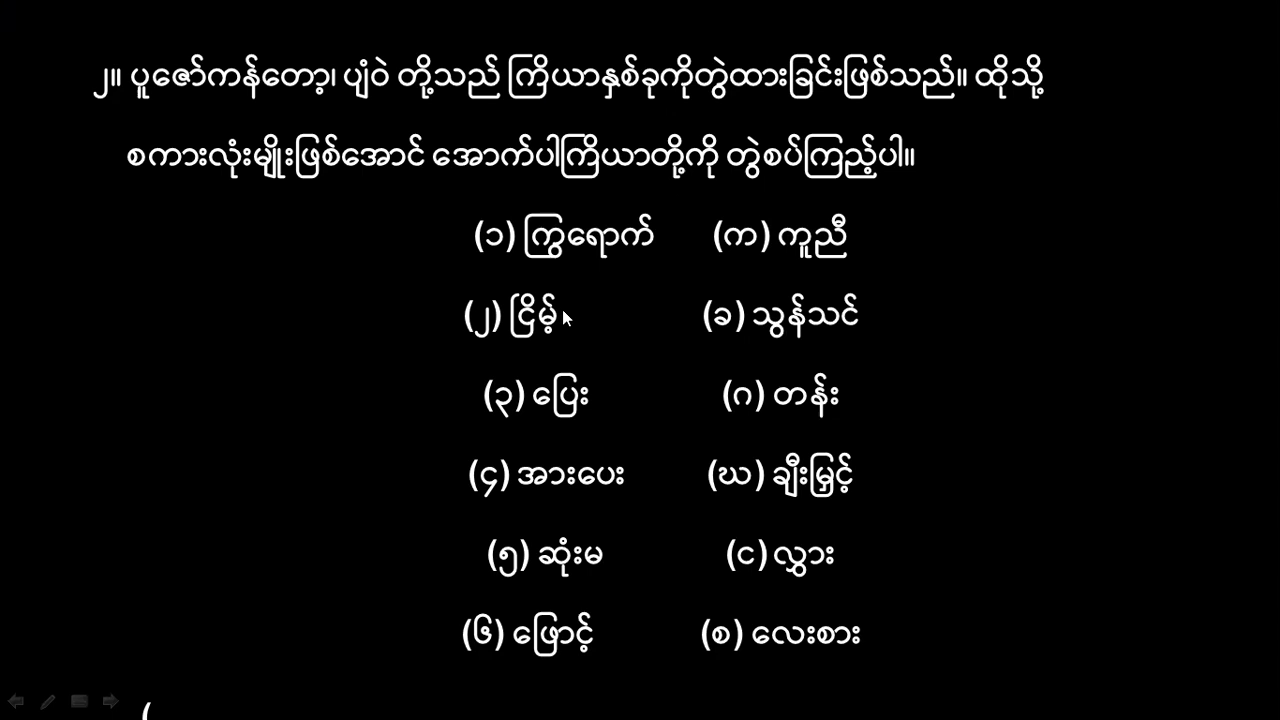 ၂။ ပူဇော်ကန်တော့၊ ပျံဝဲ တို့သည် ကြိယာနှစ်ခုကိုတွဲထားခြင်းဖြစ်သည်။ ထိုသို့
စကားလုံးမျိုးဖြစ်အောင် အောက်ပါကြိယာတို့ကို တွဲစပ်ကြည့်ပါ။
(၁) ကြွရောက် (က) ကူညီ
(၂) ငြိမ့် (ခ) သွန်သင်
(၃) ပြေး (ဂ) တန်း
(၄) အားပေး (ဃ) ချီးမြှင့်
(၅) ဆုံးမ (င) လွှား
(၆) ဖြောင့် (စ) လေးစား
(